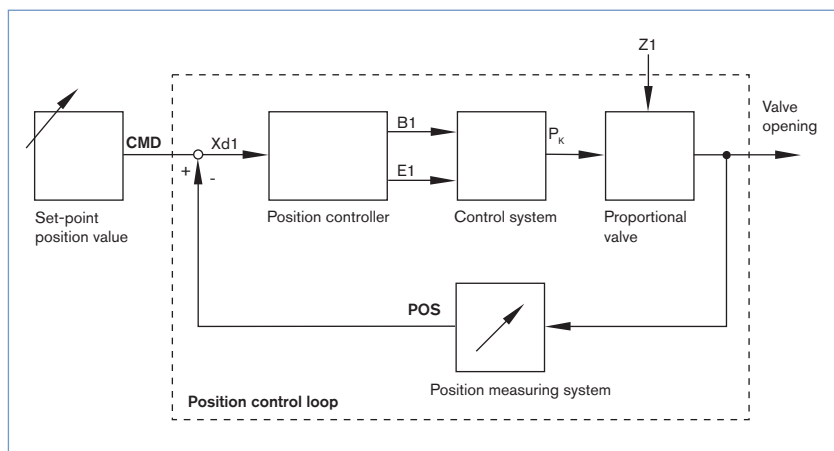 Z1
Valve
opening
CMD
Xd1
B1
E1
P_K
+
-
Set-point
position value
Position controller
Control system
Proportional
valve
POS
Position measuring system
Position control loop